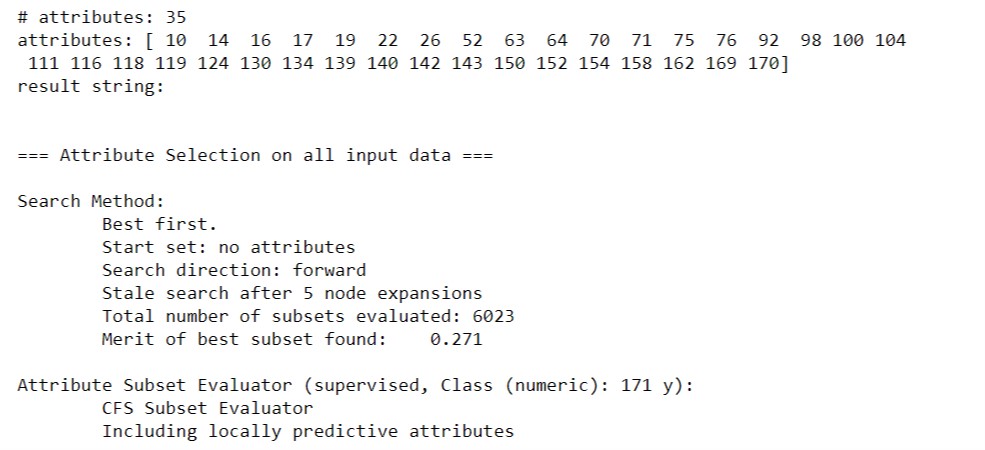 # attributes: 35
attributes: [ 10  14  16  17  19  22  26  52  63  64  70  71  75  76  92  98 100 104
 111 116 118 119 124 130 134 139 140 142 143 150 152 154 158 162 169 170]
result string:
=== Attribute Selection on all input data ===
Search Method:
	Best first.
	Start set: no attributes
	Search direction: forward
	Stale search after 5 node expansions
	Total number of subsets evaluated: 6023
	Merit of best subset found:    0.271
Attribute Subset Evaluator (supervised, Class (numeric): 171 y):
	CFS Subset Evaluator
	Including locally predictive attributes